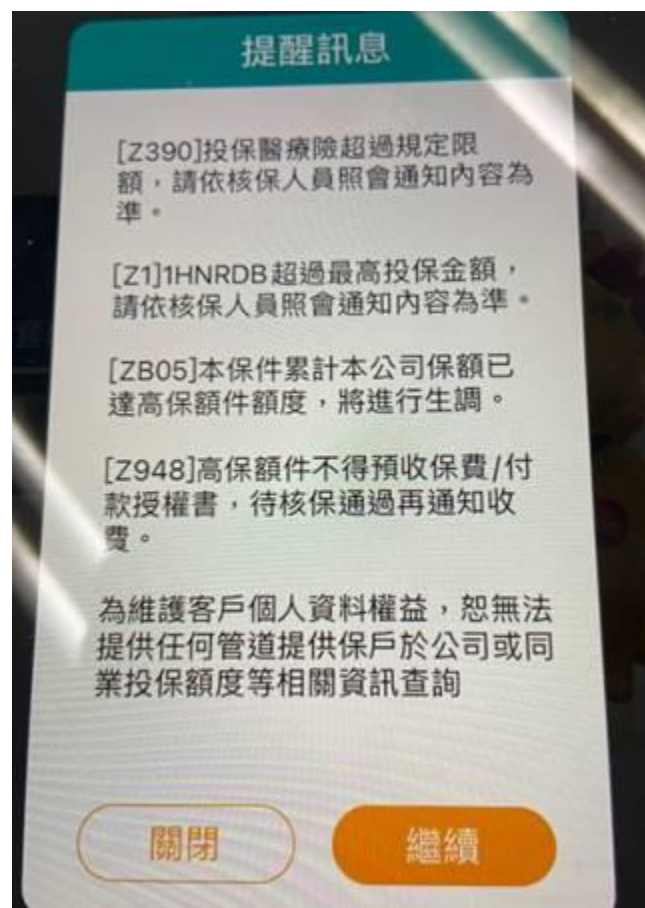 提醒訊息
[Z390]投保醫療險超過規定限
額，請依核保人員照會通知內容為
準。
[Z1]1HNRDB超過最高投保金額，
請依核保人員照會通知內容為準。
[ZB05]本保件累計本公司保額已
達高保額件額度，將進行生調。
[Z948]高保額件不得預收保費/付
款授權書，待核保通過再通知收
費。
為維護客戶個人資料權益，恕無法
提供任何管道提供保戶於公司或同
業投保額度等相關資訊查詢
關閉
繼續